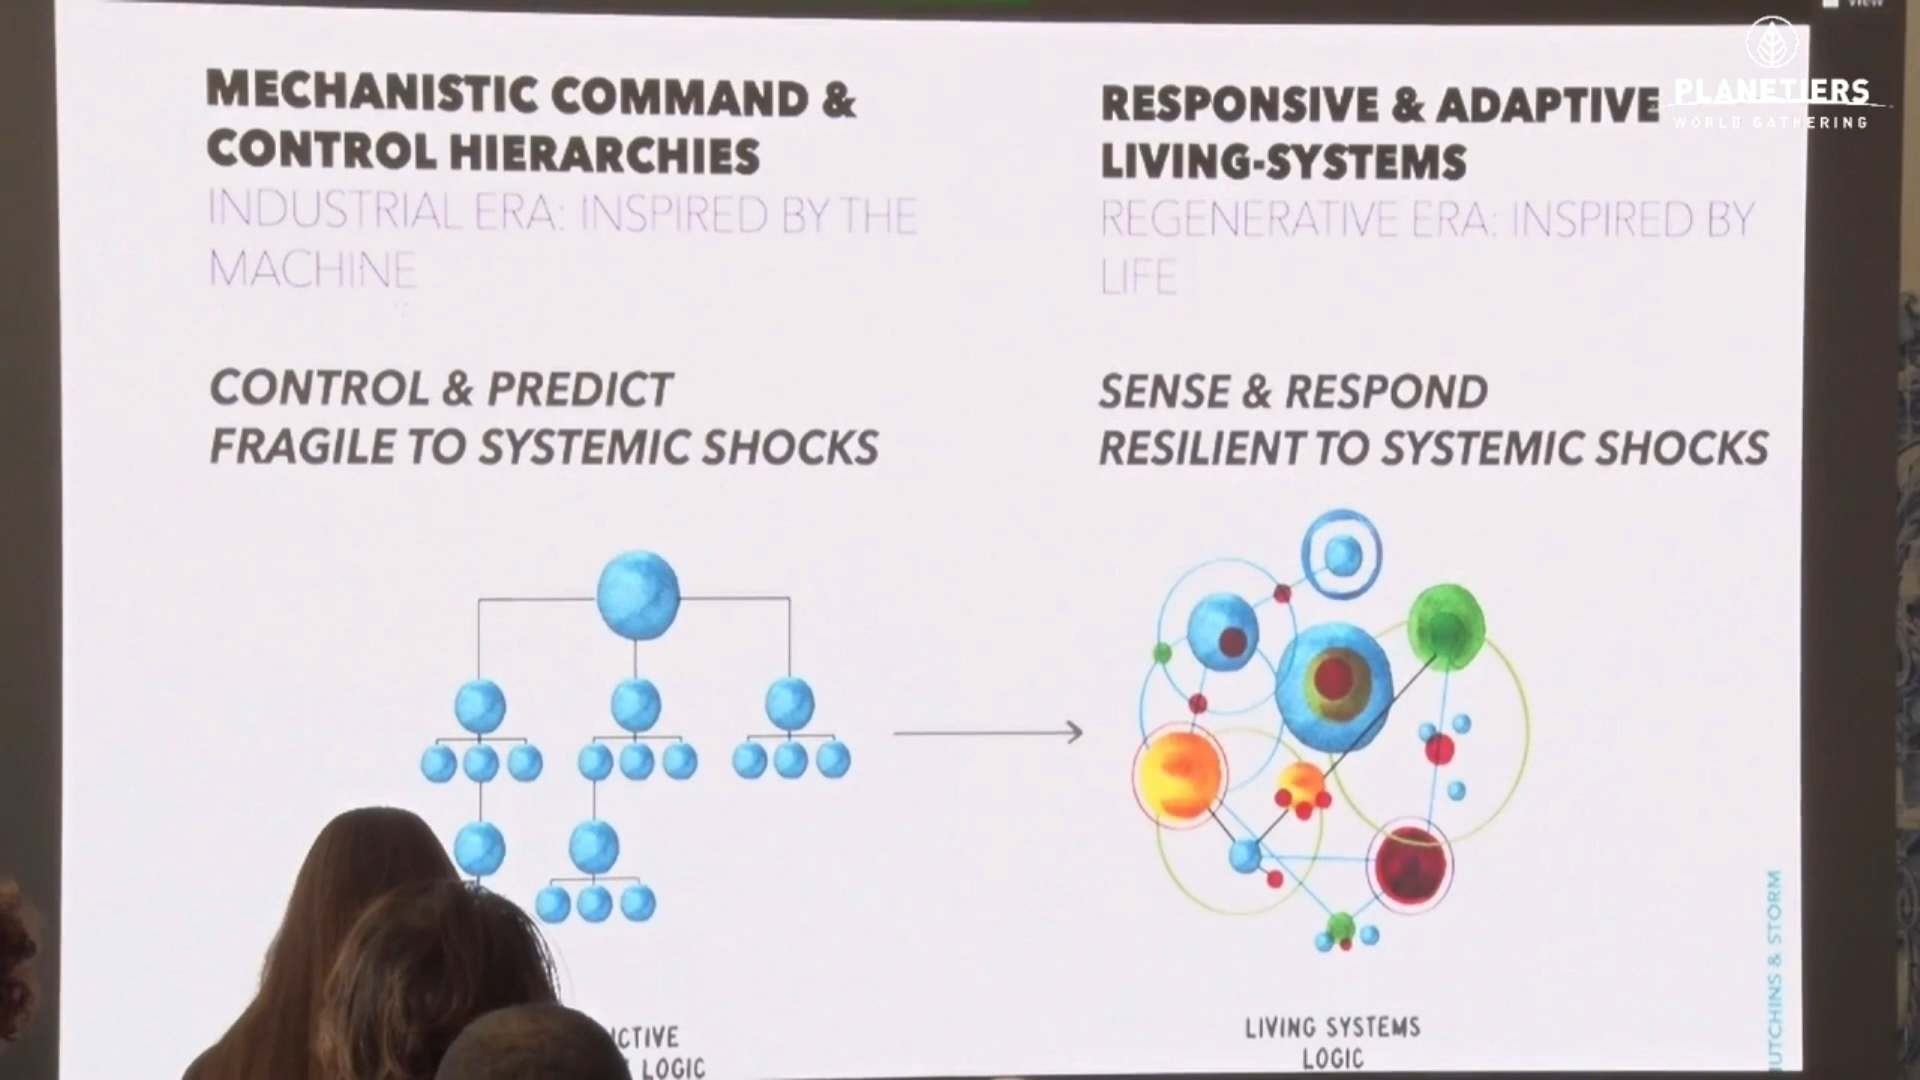 View
PLANETIERS
WORLD GATHERING
MECHANISTIC COMMAND &
CONTROL HIERARCHIES
INDUSTRIAL ERA: INSPIRED BY THE
MACHINE
CONTROL & PREDICT
FRAGILE TO SYSTEMIC SHOCKS
RESPONSIVE & ADAPTIVE
LIVING-SYSTEMS
REGENERATIVE ERA: INSPIRED BY
LIFE
SENSE & RESPOND
RESILIENT TO SYSTEMIC SHOCKS
LOGIC
LIVING SYSTEMS
LOGIC
& STORM